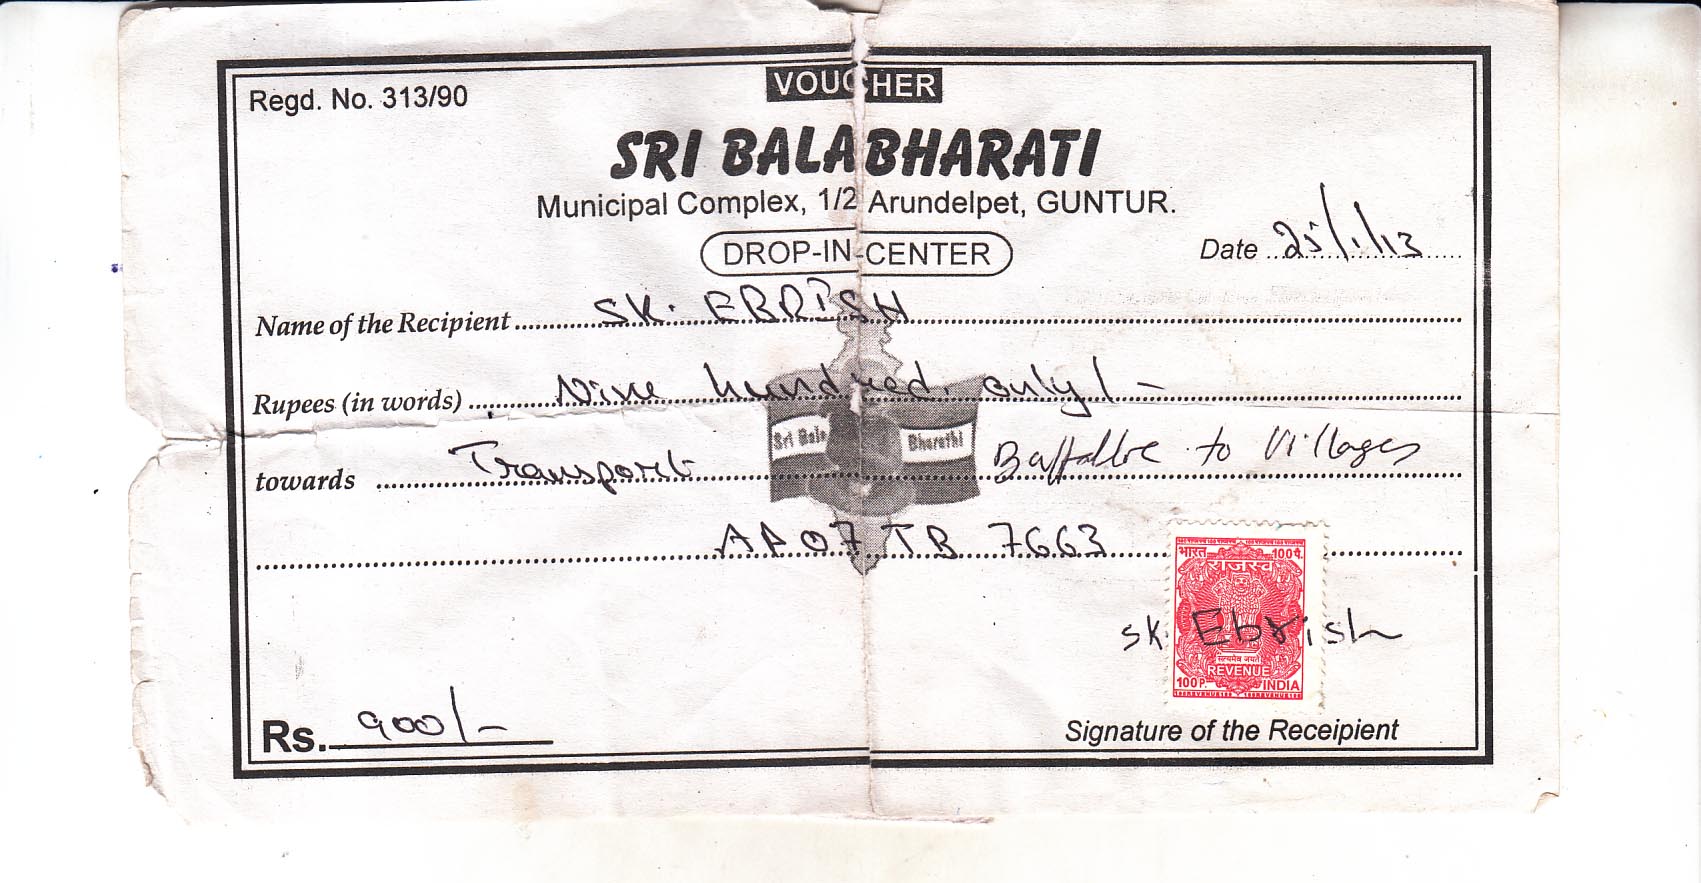 VOUCHER
Regd. No. 313/90
SRI BALABHARATI
Municipal Complex, 1/2 Arundelpet, GUNTUR.
DROP-IN-CENTER
Date 25/1/13
Name of the Recipient SK. EBRISH
Rupees (in words) Nine hundred only/-
Sri Bala Bharathi
towards Transport Baffalloe to Villages
AP07 TB 7663
भारत 100 पै.
राजस्व
SK. Ebrish
सत्यमेव जयते
REVENUE
100 P. INDIA
Rs. 900/-
Signature of the Receipient